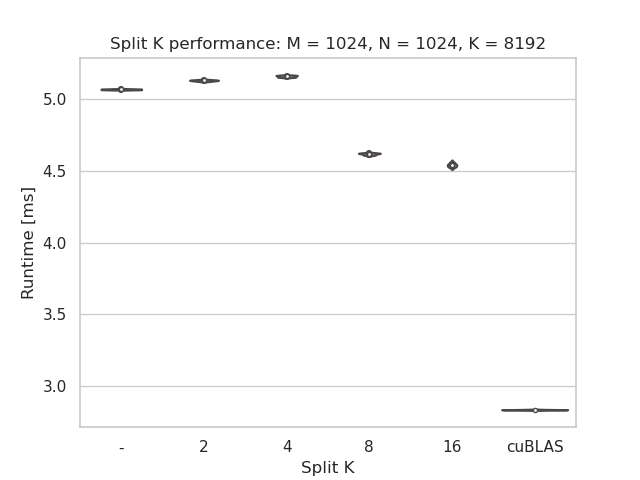 Split K performance: M = 1024, N = 1024, K = 8192
Runtime [ms]
5.0
4.5
4.0
3.5
3.0
- 2 4 8 16 cuBLAS
Split K